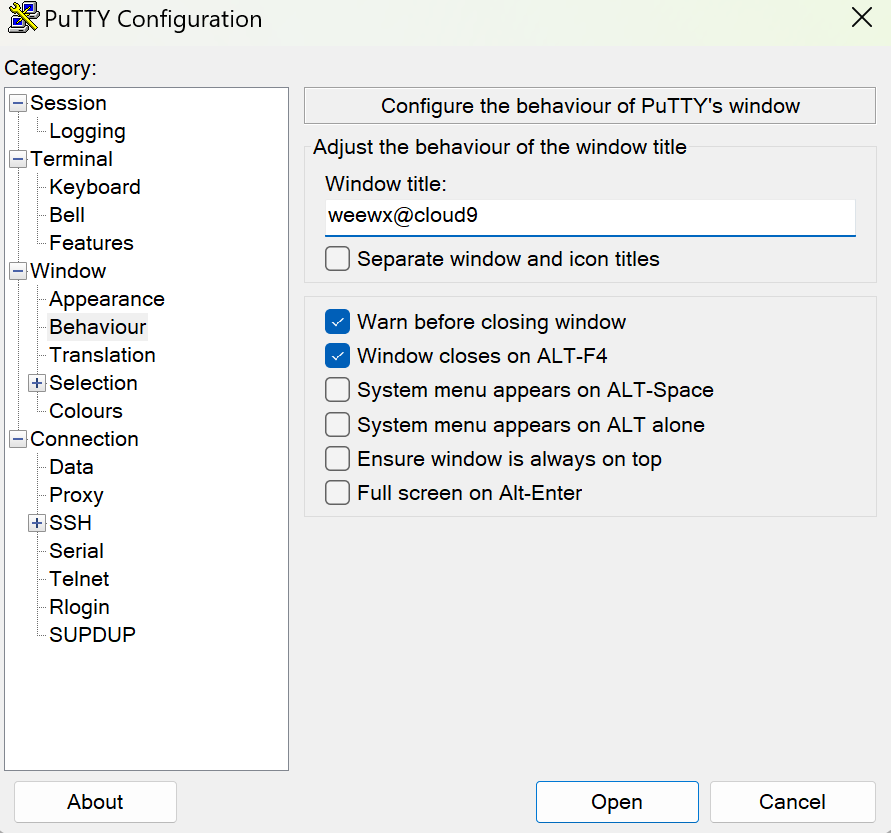 PuTTY Configuration
Category:
Session
Logging
Terminal
Keyboard
Bell
Features
Window
Appearance
Behaviour
Translation
Selection
Colours
Connection
Data
Proxy
SSH
Serial
Telnet
Rlogin
SUPDUP
Configure the behaviour of PuTTY's window
Adjust the behaviour of the window title
Window title:
weewx@cloud9
Separate window and icon titles
Warn before closing window
Window closes on ALT-F4
System menu appears on ALT-Space
System menu appears on ALT alone
Ensure window is always on top
Full screen on Alt-Enter
About
Open
Cancel